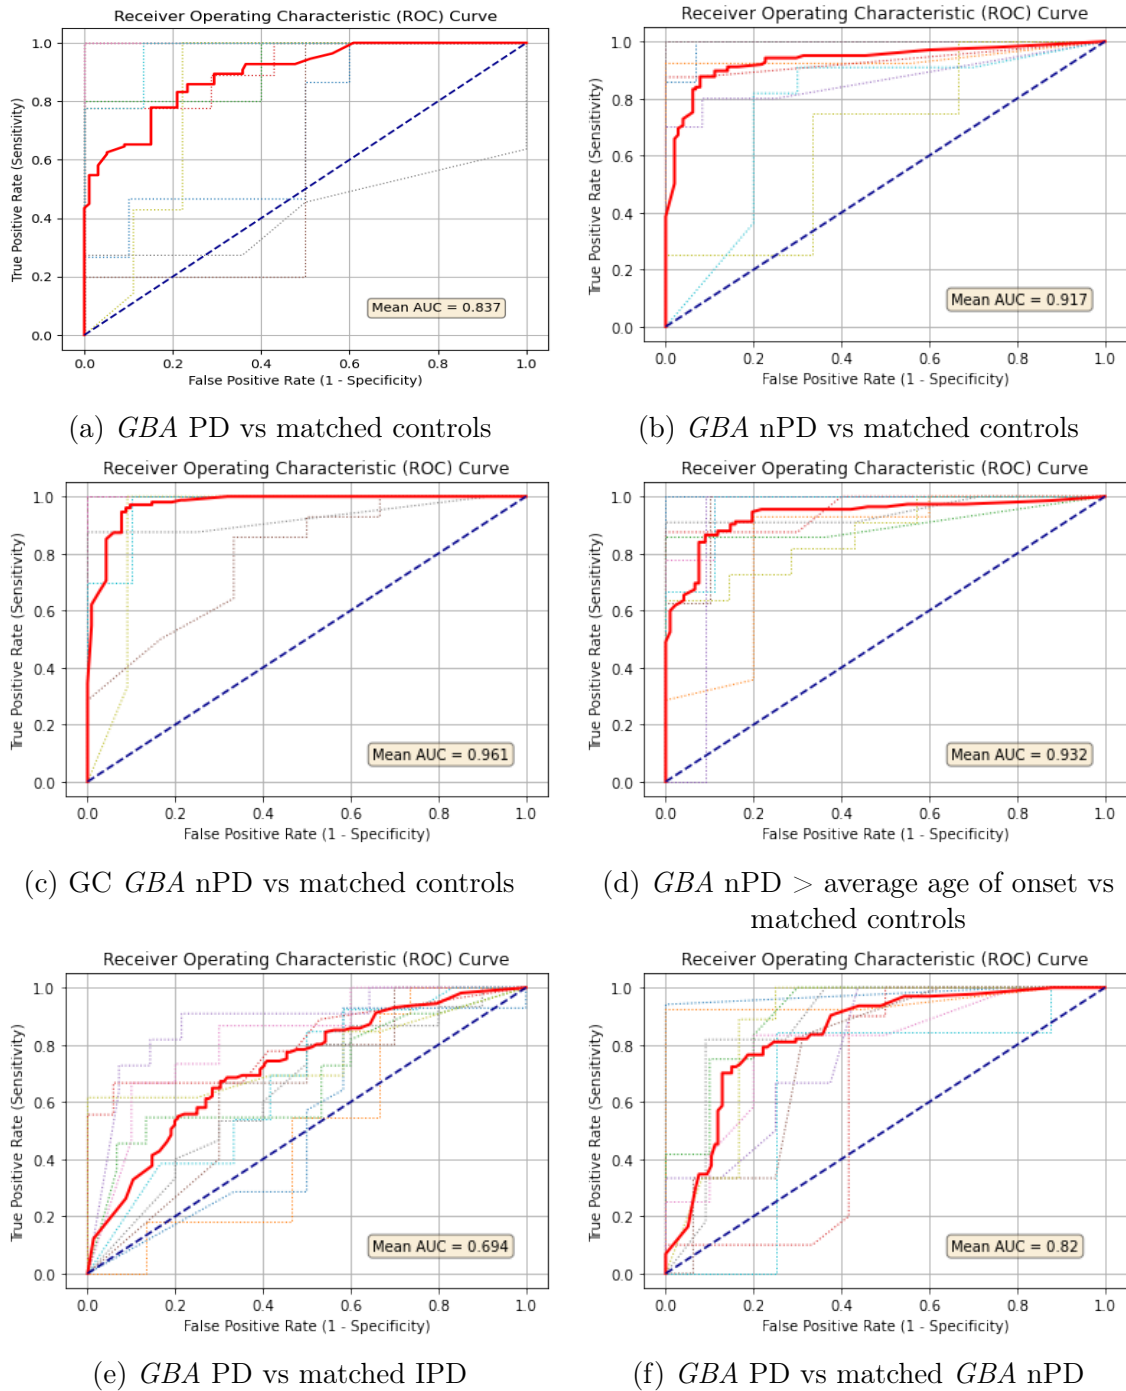 Receiver Operating Characteristic (ROC) Curve
True Positive Rate (Sensitivity)
1.0
0.8
0.6
0.4
0.2
0.0
Mean AUC = 0.837
0.0 0.2 0.4 0.6 0.8 1.0
False Positive Rate (1 - Specificity)
(a) GBA PD vs matched controls
Receiver Operating Characteristic (ROC) Curve
True Positive Rate (Sensitivity)
1.0
0.8
0.6
0.4
0.2
0.0
Mean AUC = 0.917
0.0 0.2 0.4 0.6 0.8 1.0
False Positive Rate (1 - Specificity)
(b) GBA nPD vs matched controls
Receiver Operating Characteristic (ROC) Curve
True Positive Rate (Sensitivity)
1.0
0.8
0.6
0.4
0.2
0.0
Mean AUC = 0.961
0.0 0.2 0.4 0.6 0.8 1.0
False Positive Rate (1 - Specificity)
(c) GC GBA nPD vs matched controls
Receiver Operating Characteristic (ROC) Curve
True Positive Rate (Sensitivity)
1.0
0.8
0.6
0.4
0.2
0.0
Mean AUC = 0.932
0.0 0.2 0.4 0.6 0.8 1.0
False Positive Rate (1 - Specificity)
(d) GBA nPD > average age of onset vs
matched controls
Receiver Operating Characteristic (ROC) Curve
True Positive Rate (Sensitivity)
1.0
0.8
0.6
0.4
0.2
0.0
Mean AUC = 0.694
0.0 0.2 0.4 0.6 0.8 1.0
False Positive Rate (1 - Specificity)
(e) GBA PD vs matched IPD
Receiver Operating Characteristic (ROC) Curve
True Positive Rate (Sensitivity)
1.0
0.8
0.6
0.4
0.2
0.0
Mean AUC = 0.82
0.0 0.2 0.4 0.6 0.8 1.0
False Positive Rate (1 - Specificity)
(f) GBA PD vs matched GBA nPD